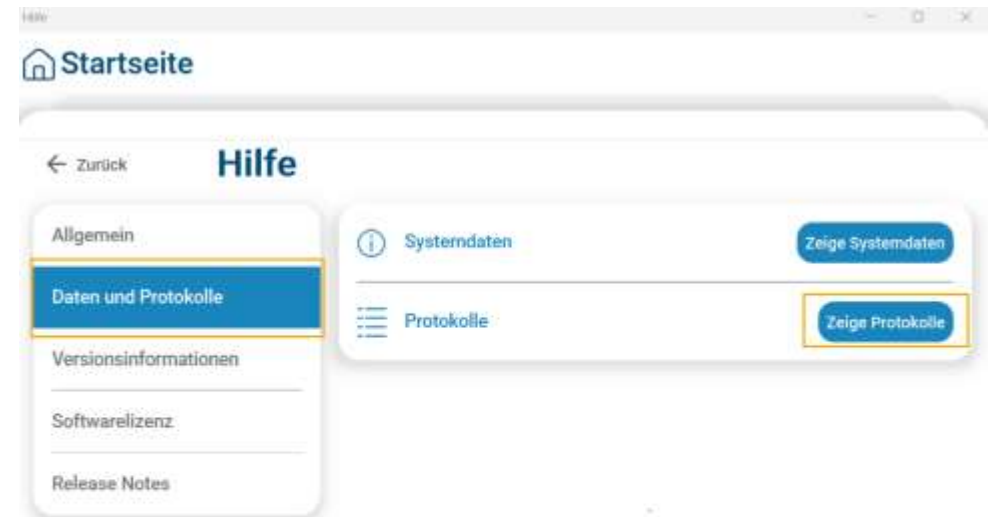 Hilfe
Startseite
Zurück
Hilfe
Allgemein
Daten und Protokolle
Versionsinformationen
Softwarelizenz
Release Notes
Systemdaten
Zeige Systemdaten
Protokolle
Zeige Protokolle